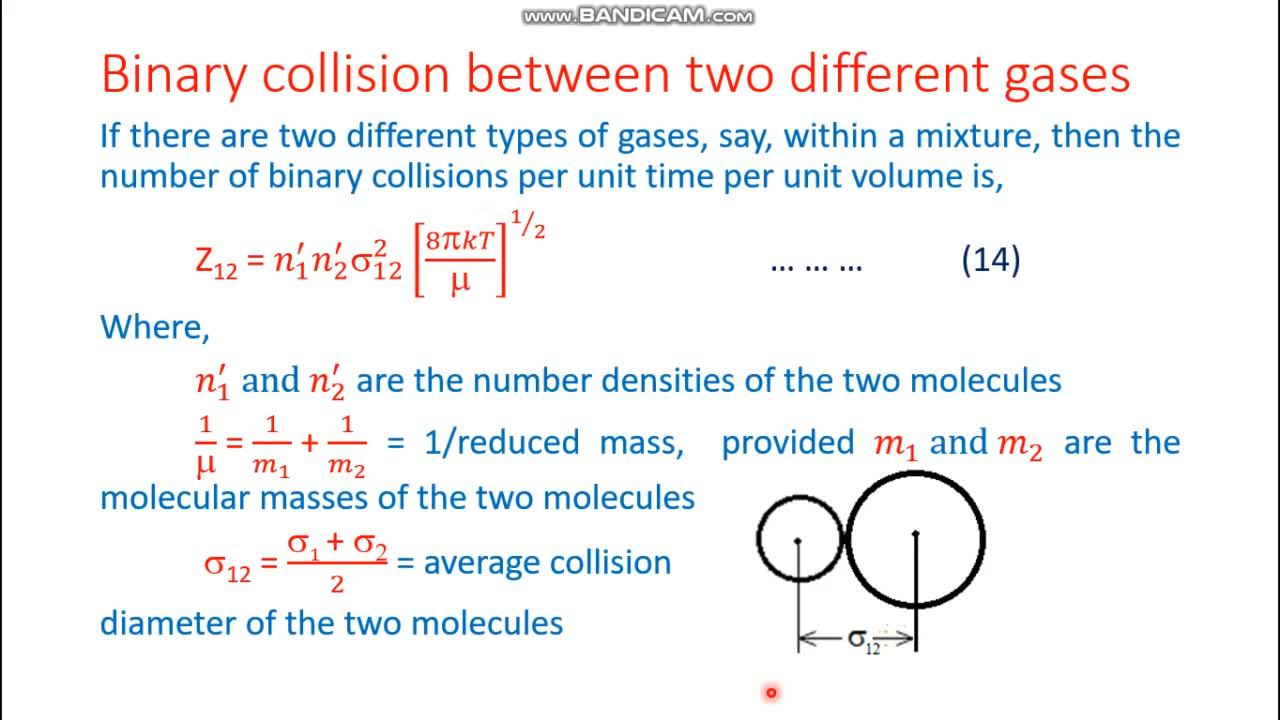 www.BANDICAM.com
Binary collision between two different gases
If there are two different types of gases, say, within a mixture, then the
number of binary collisions per unit time per unit volume is,
Z₁₂ = n′₁n′₂σ²₁₂ [8πkT/μ]^1/2 … … … (14)
Where,
n′₁ and n′₂ are the number densities of the two molecules
1/μ = 1/m₁ + 1/m₂ = 1/reduced mass, provided m₁ and m₂ are the
molecular masses of the two molecules
σ₁₂ = (σ₁ + σ₂)/2 = average collision
diameter of the two molecules
σ₁₂